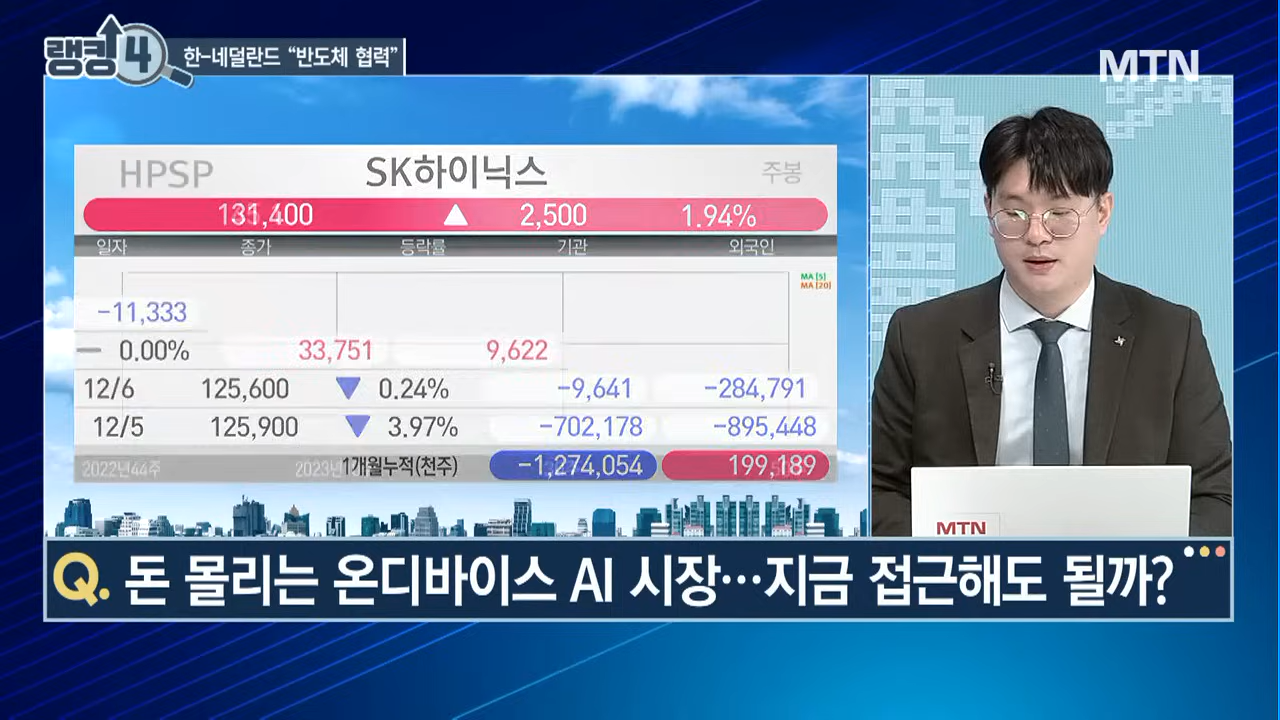 랭킹4 한-네덜란드 “반도체 협력”
MTN
HPSP SK하이닉스 주봉
131,400 ▲ 2,500 1.94%
일자 종가 등락률 기관 외국인
MA [5]
MA [20]
-11,333
0.00% 33,751 9,622
12/6 125,600 ▼ 0.24% -9,641 -284,791
12/5 125,900 ▼ 3.97% -702,178 -895,448
2022년44주 2023년 1개월누적(천주) -1,274,054 199,189
MTN
Q. 돈 몰리는 온디바이스 AI 시장…지금 접근해도 될까?